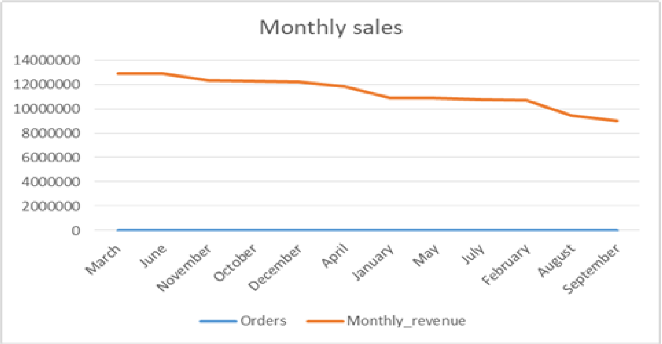 Monthly sales
14000000
12000000
10000000
8000000
6000000
4000000
2000000
0
March June November October December April January May July February August September
Orders Monthly_revenue